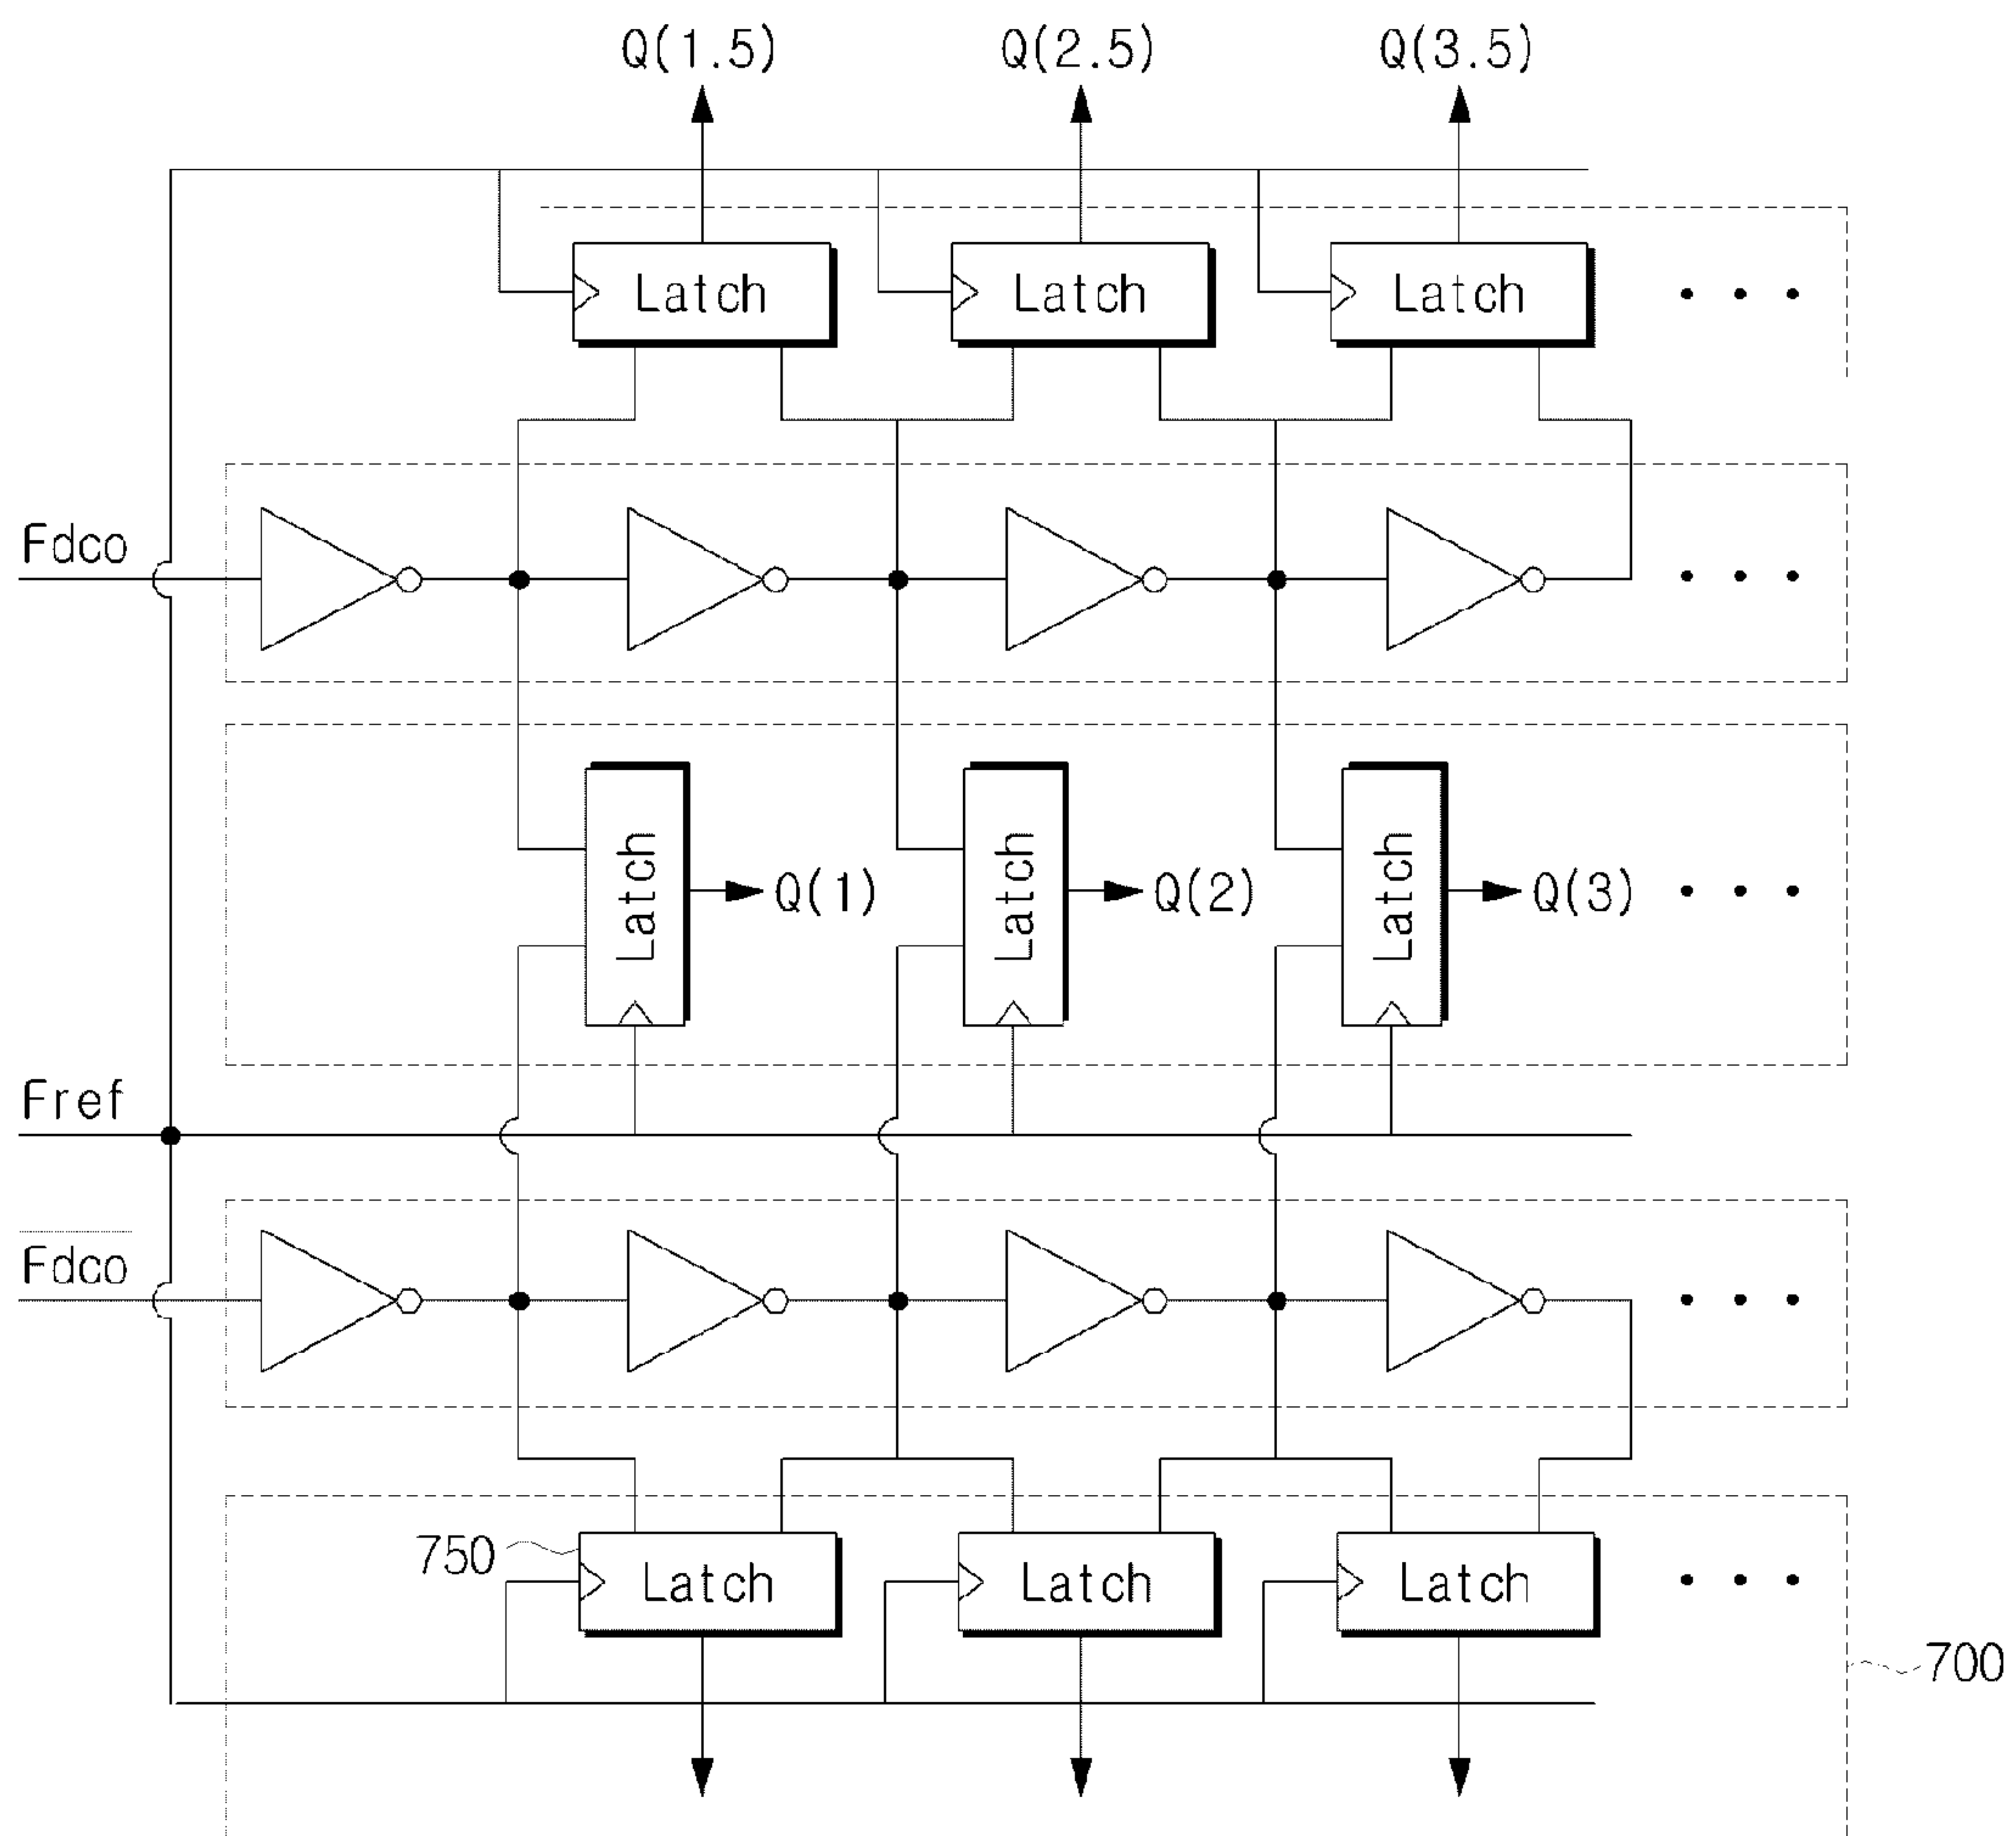 Q(1.5) Q(2.5) Q(3.5)
Latch Latch Latch
Fdco
Latch Q(1) Latch Q(2) Latch Q(3)
Fref
Fdco
750 Latch Latch Latch
700